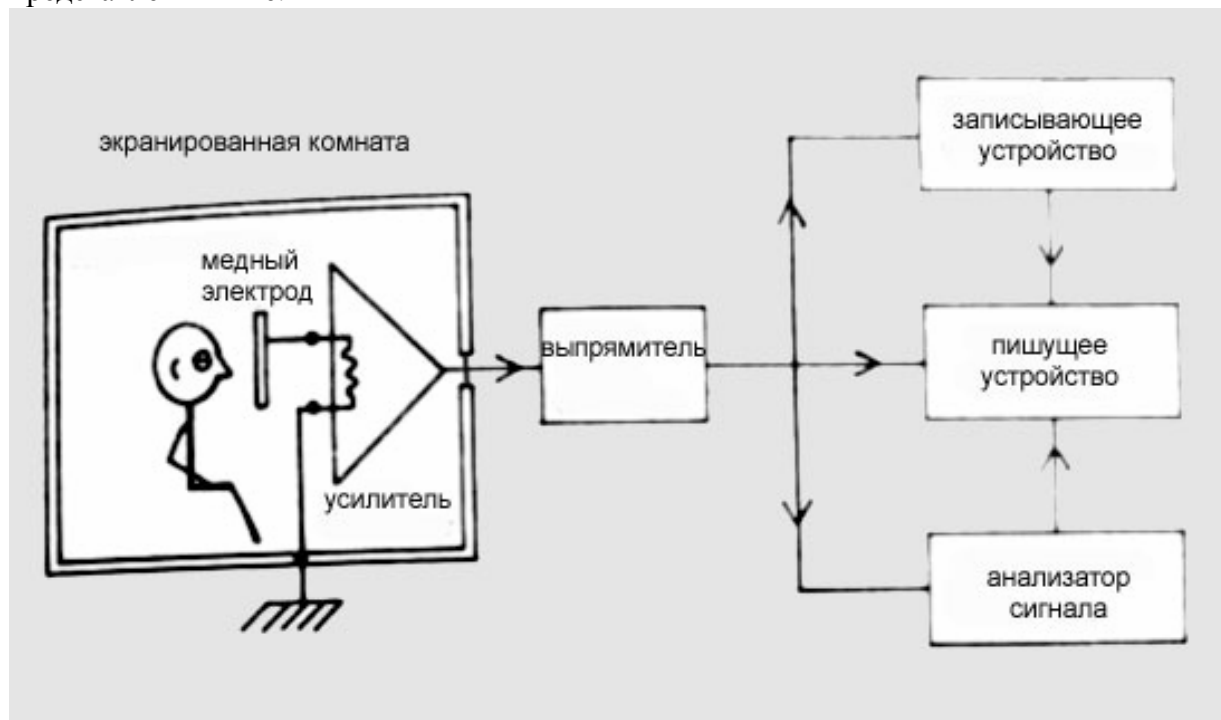 экранированная комната
медный
электрод
усилитель
выпрямитель
записывающее
устройство
пишущее
устройство
анализатор
сигнала